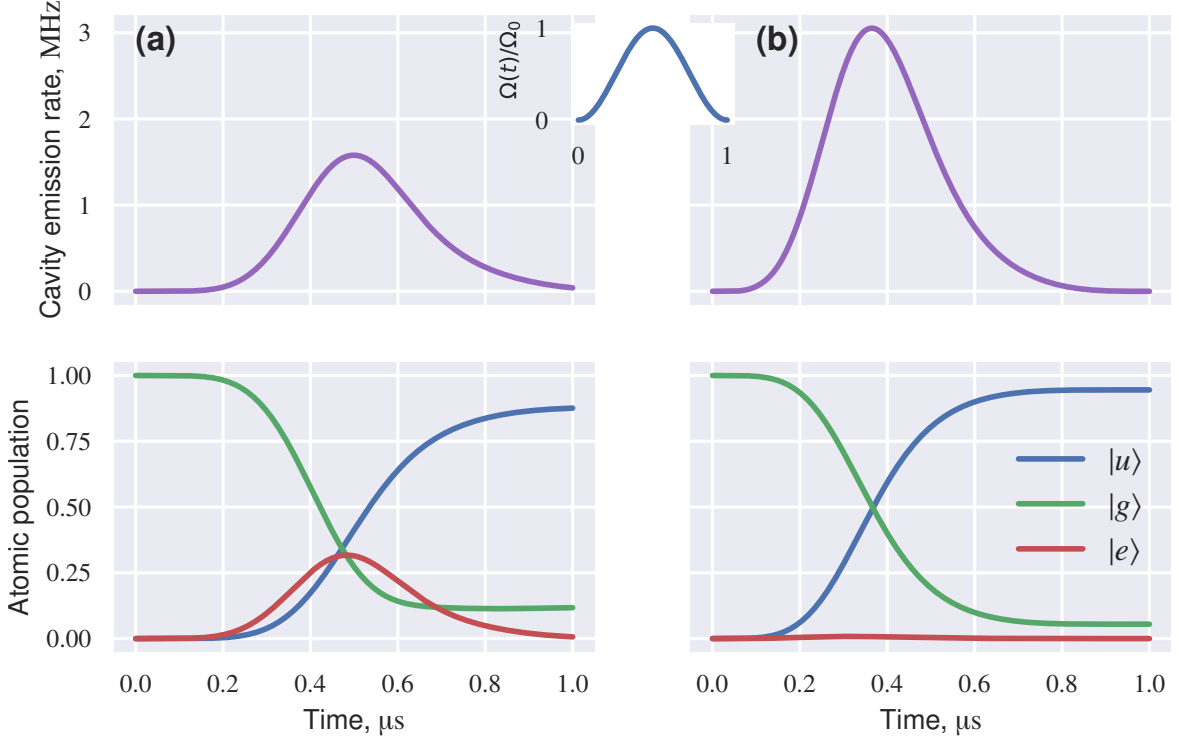 (a)
(b)
Cavity emission rate, MHz
3
2
1
0
Ω(t)/Ω₀
1
0
0
1
Atomic population
1.00
0.75
0.50
0.25
0.00
|u⟩
|g⟩
|e⟩
0.0 0.2 0.4 0.6 0.8 1.0
0.0 0.2 0.4 0.6 0.8 1.0
Time, μs
Time, μs